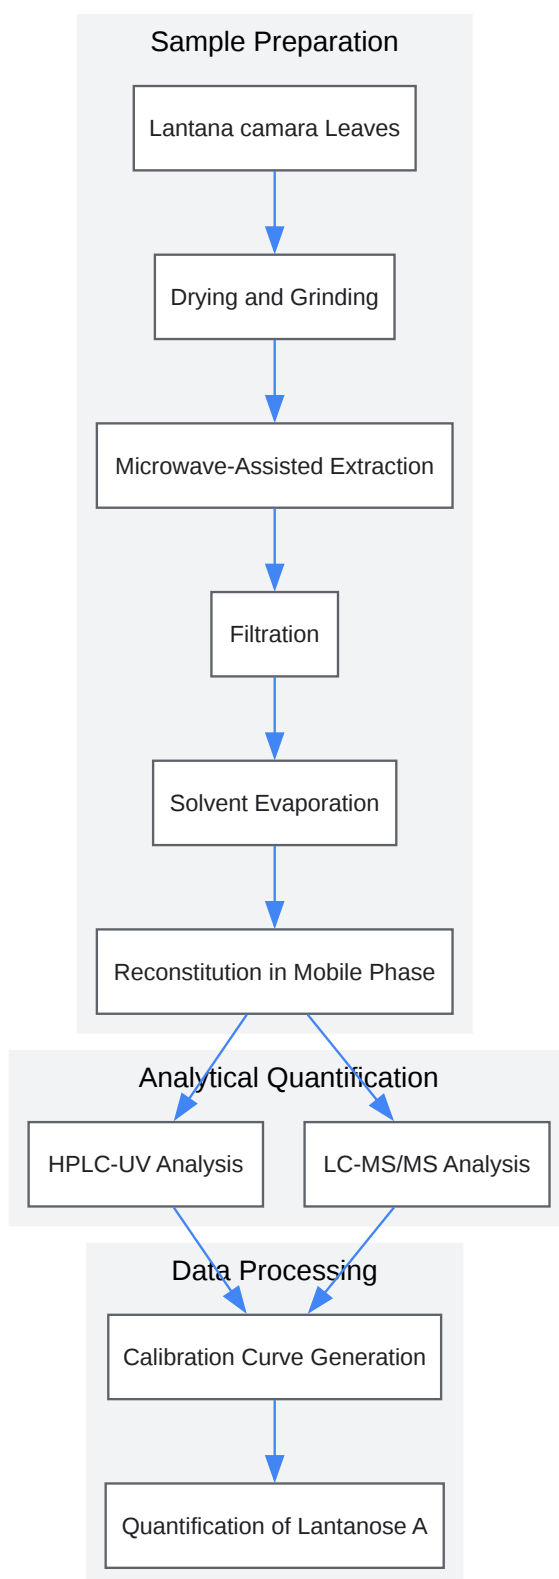 Sample Preparation
Lantana camara Leaves
Drying and Grinding
Microwave-Assisted Extraction
Filtration
Solvent Evaporation
Reconstitution in Mobile Phase
Analytical Quantification
HPLC-UV Analysis
LC-MS/MS Analysis
Data Processing
Calibration Curve Generation
Quantification of Lantanose A